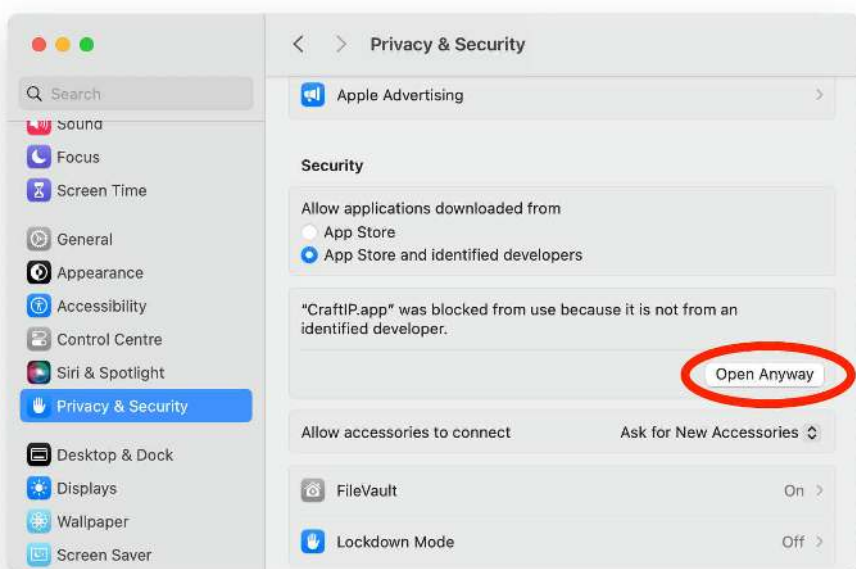 Privacy & Security
Search
Sound
Focus
Screen Time
General
Appearance
Accessibility
Control Centre
Siri & Spotlight
Privacy & Security
Desktop & Dock
Displays
Wallpaper
Screen Saver
Apple Advertising
Security
Allow applications downloaded from
App Store
App Store and identified developers
“CraftIP.app” was blocked from use because it is not from an
identified developer.
Open Anyway
Allow accessories to connect Ask for New Accessories
FileVault On
Lockdown Mode Off